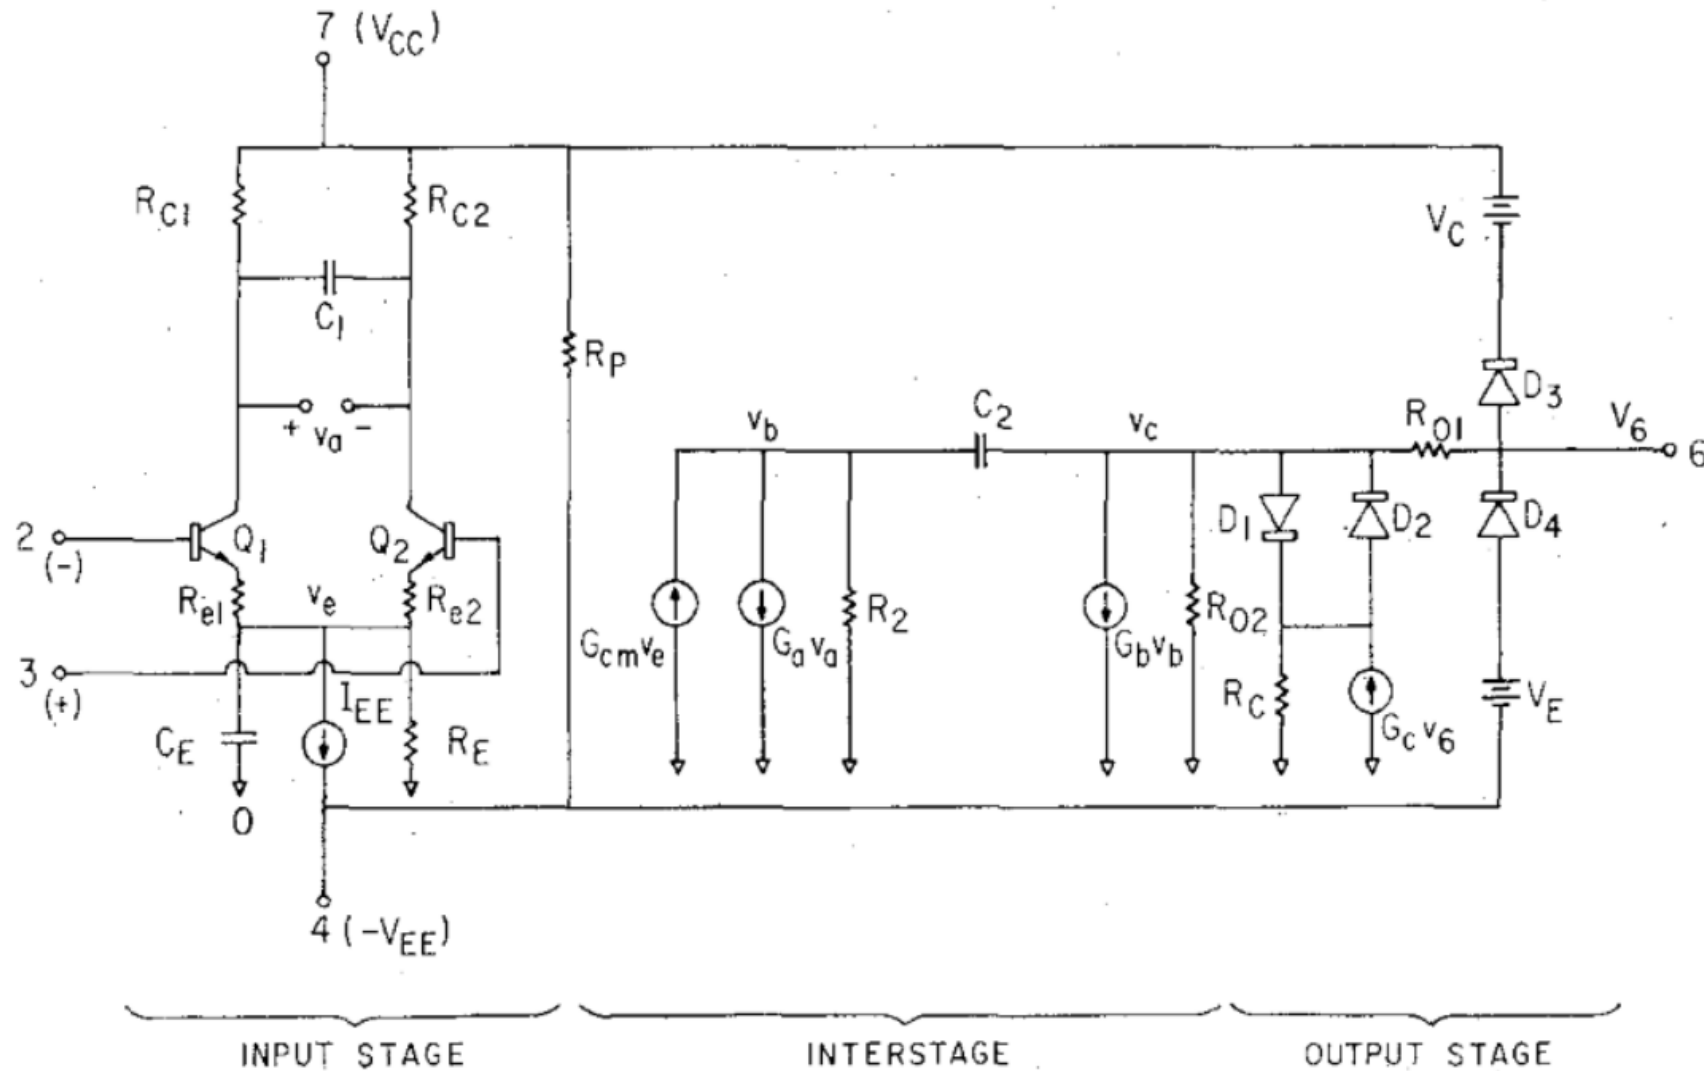 7 (VCC)
RC1
RC2
C1
+ va -
RP
2
(-)
Q1
Q2
Re1
ve
Re2
3
(+)
IEE
CE
RE
0
4 (-VEE)
vb
C2
vc
Gcmve
Gava
R2
Gbvb
RO2
D1
D2
RO1
VC
D3
V6
6
D4
RC
Gcv6
VE
INPUT STAGE
INTERSTAGE
OUTPUT STAGE